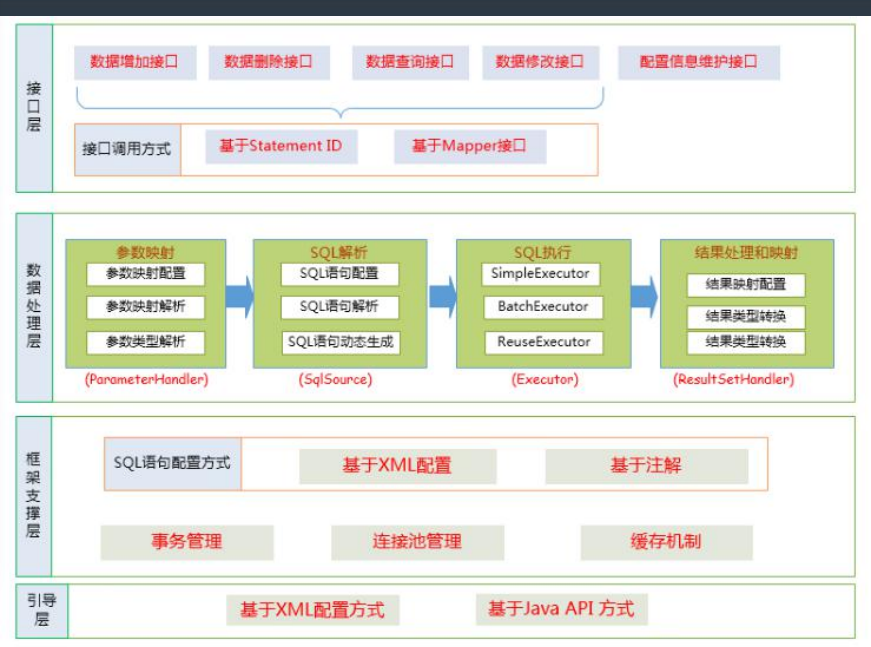 接口层
数据增加接口
数据删除接口
数据查询接口
数据修改接口
配置信息维护接口
接口调用方式
基于Statement ID
基于Mapper接口
数据处理层
参数映射
参数映射配置
参数映射解析
参数类型解析
(ParameterHandler)
SQL解析
SQL语句配置
SQL语句解析
SQL语句动态生成
(SqlSource)
SQL执行
SimpleExecutor
BatchExecutor
ReuseExecutor
(Executor)
结果处理和映射
结果映射配置
结果类型转换
结果类型转换
(ResultSetHandler)
框架支撑层
SQL语句配置方式
基于XML配置
基于注解
事务管理
连接池管理
缓存机制
引导层
基于XML配置方式
基于Java API 方式